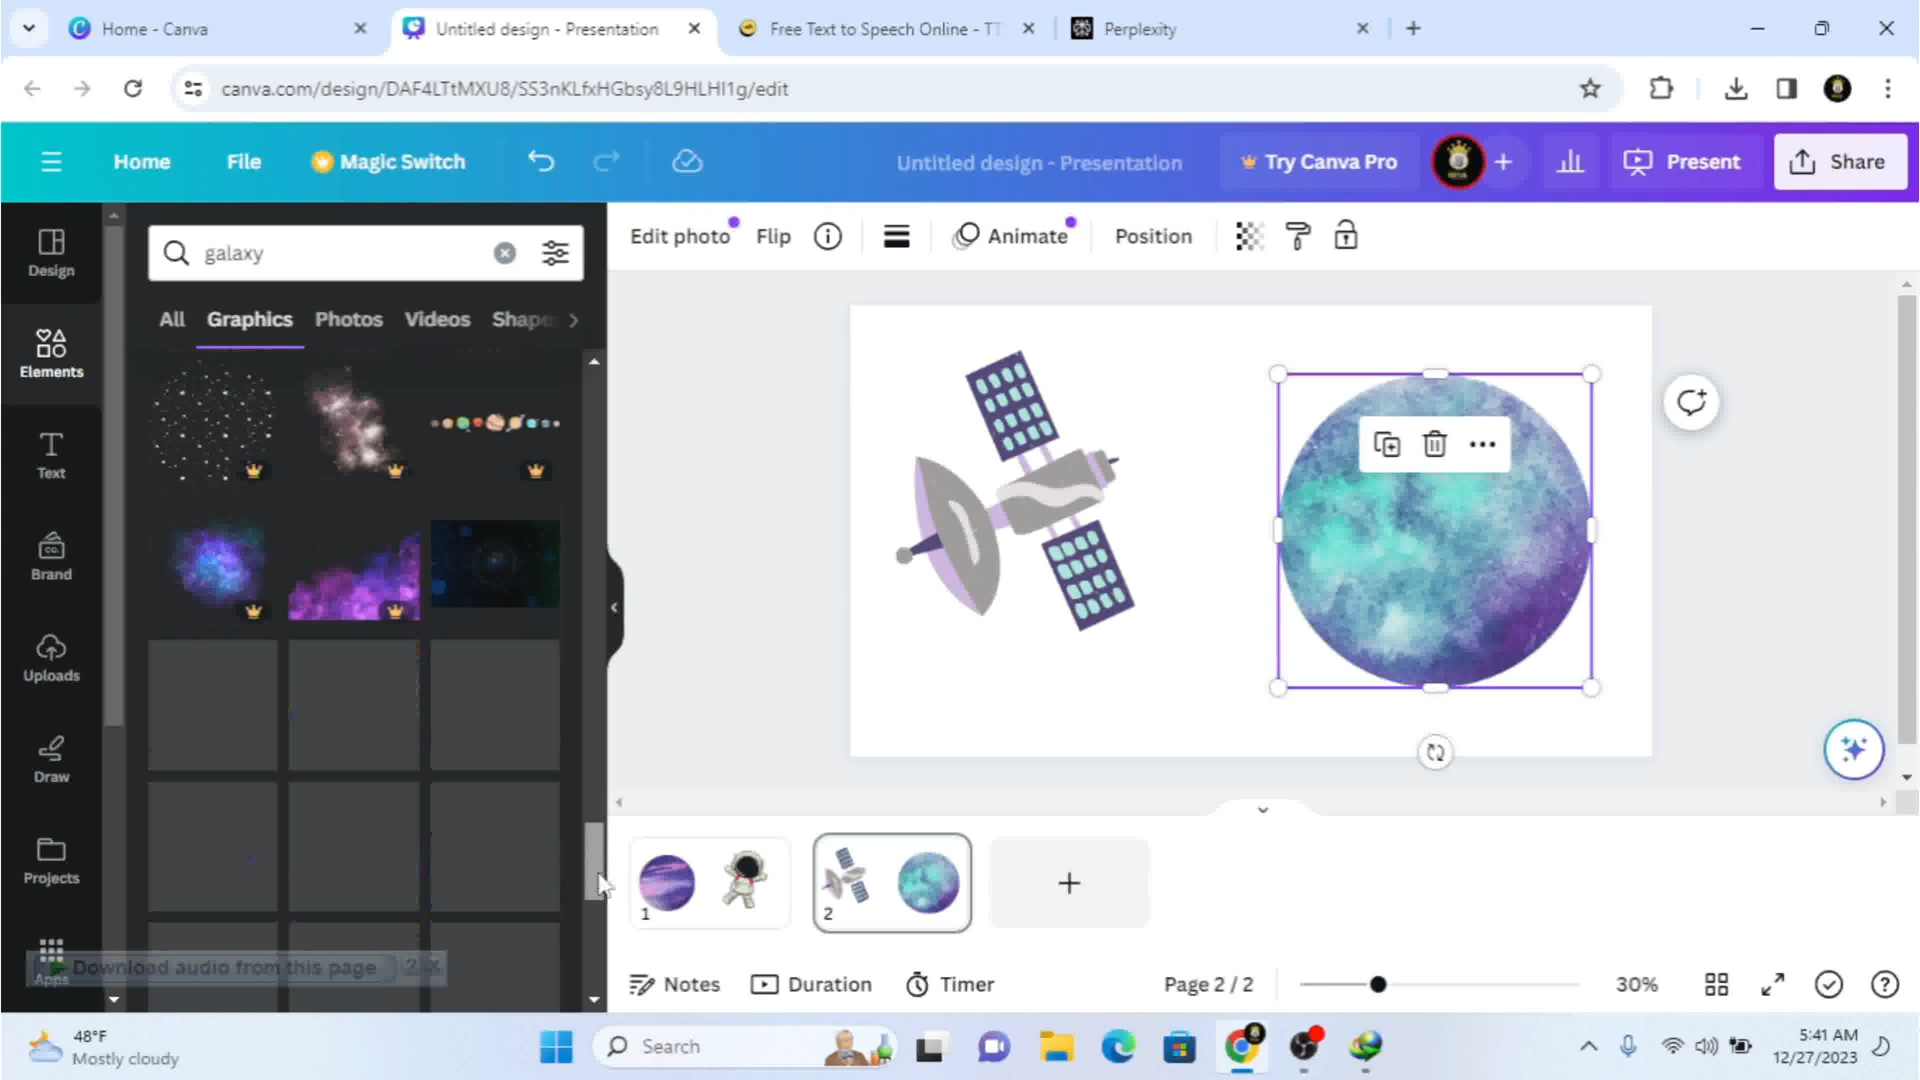 Home - Canva
Untitled design - Presentation
Free Text to Speech Online - TT
Perplexity
canva.com/design/DAF4LTtMXU8/SS3nKLfxHGbsy8L9HLHl1g/edit
Home
File
Magic Switch
Untitled design - Presentation
Try Canva Pro
Present
Share
Design
Elements
Text
CO.
Brand
Uploads
Draw
Projects
Apps
galaxy
All
Graphics
Photos
Videos
Shape
Edit photo
Flip
Animate
Position
1
2
Download audio from this page
?
Notes
Duration
Timer
Page 2 / 2
30%
48°F
Mostly cloudy
Search
5:41 AM
12/27/2023